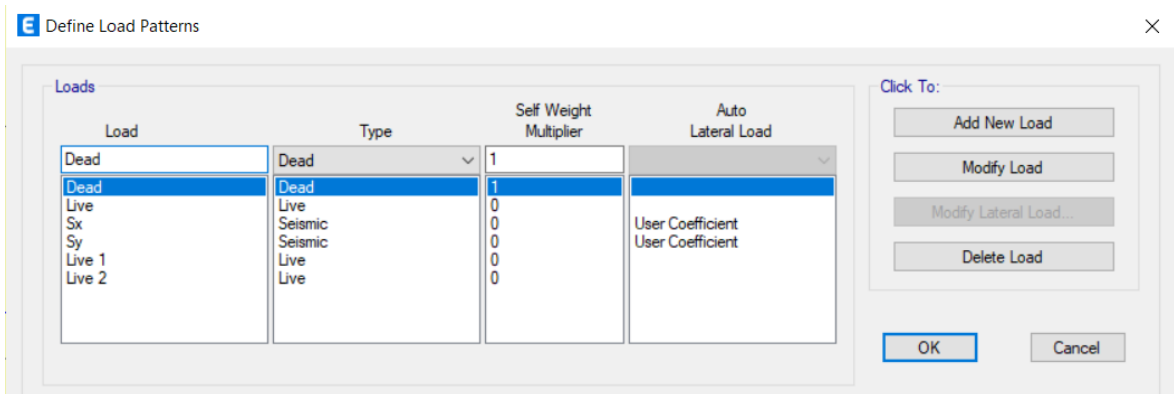 E Define Load Patterns
Loads
Click To:
Load Type Self Weight Multiplier Auto Lateral Load
Dead Dead 1
Dead Dead 1
Live Live 0
Sx Seismic 0 User Coefficient
Sy Seismic 0 User Coefficient
Live 1 Live 0
Live 2 Live 0
Add New Load
Modify Load
Modify Lateral Load...
Delete Load
OK Cancel